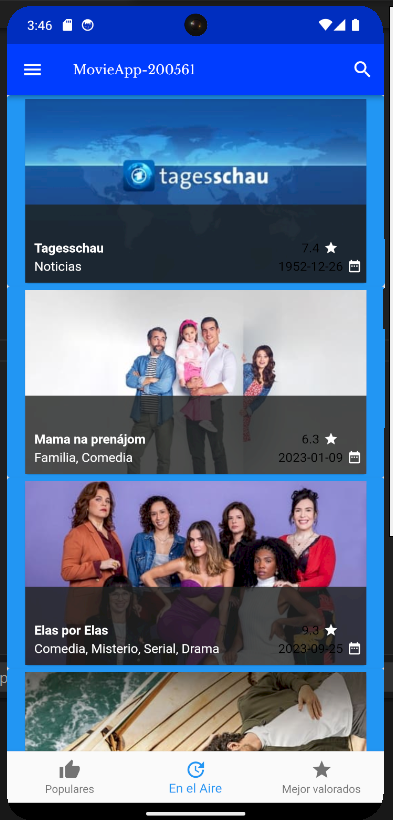 3:46
MovieApp-200561
tagesschau
Tagesschau
7.4
Noticias
1952-12-26
Mama na prenájom
6.3
Familia, Comedia
2023-01-09
Elas por Elas
9.3
Comedia, Misterio, Serial, Drama
2023-09-25
p
Populares
En el Aire
Mejor valorados